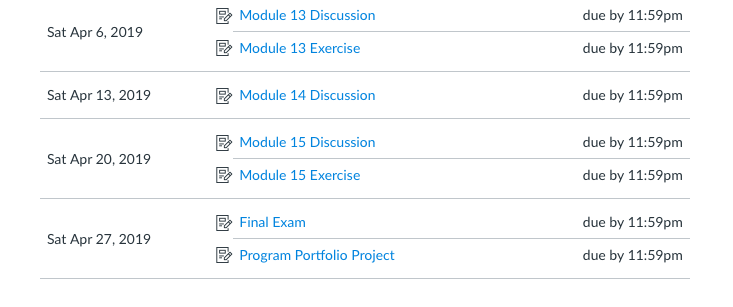 Module 13 Discussion due by 11:59pm
Sat Apr 6, 2019
Module 13 Exercise due by 11:59pm
Sat Apr 13, 2019 Module 14 Discussion due by 11:59pm
Module 15 Discussion due by 11:59pm
Sat Apr 20, 2019
Module 15 Exercise due by 11:59pm
Final Exam due by 11:59pm
Sat Apr 27, 2019
Program Portfolio Project due by 11:59pm